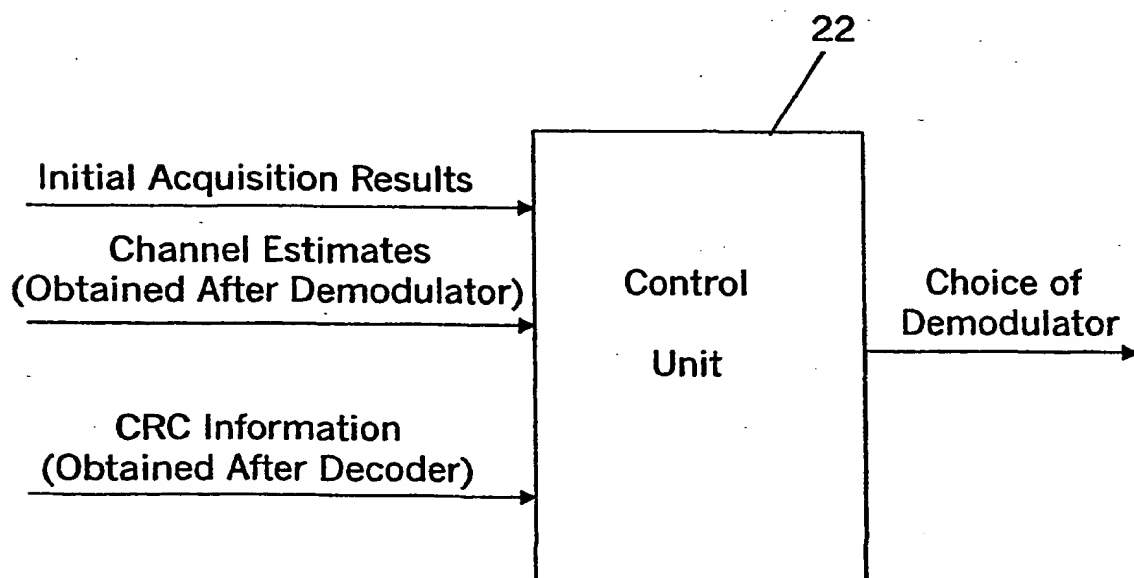 22
Initial Acquisition Results
Channel Estimates
(Obtained After Demodulator)
Control
Unit
Choice of
Demodulator
CRC Information
(Obtained After Decoder)